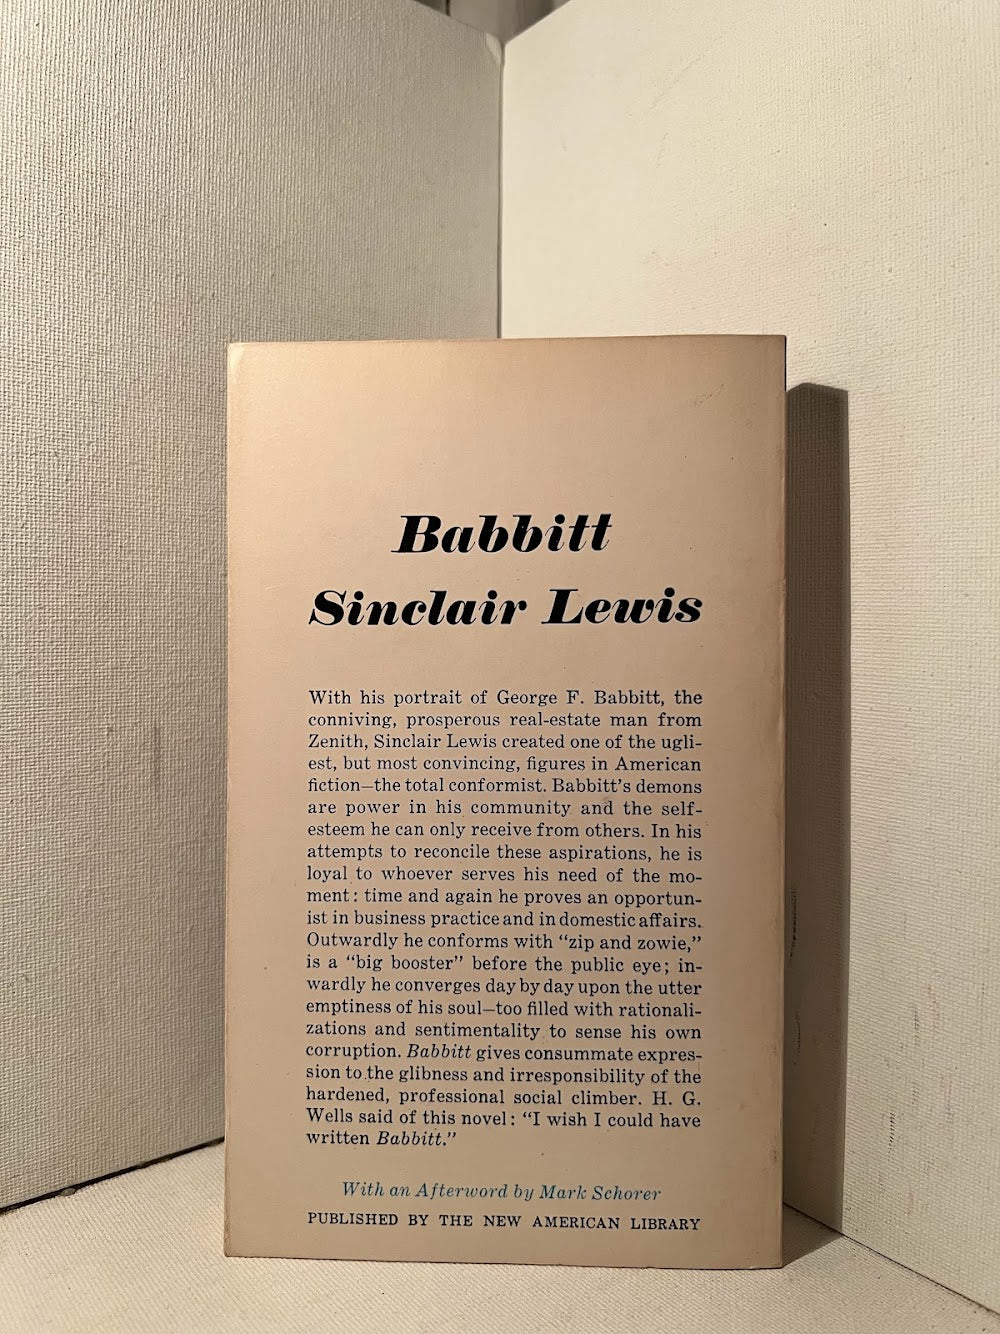 Babbitt
Sinclair Lewis
With his portrait of George F. Babbitt, the
conniving, prosperous real-estate man from
Zenith, Sinclair Lewis created one of the ugli-
est, but most convincing, figures in American
fiction—the total conformist. Babbitt's demons
are power in his community and the self-
esteem he can only receive from others. In his
attempts to reconcile these aspirations, he is
loyal to whoever serves his need of the mo-
ment: time and again he proves an opportun-
ist in business practice and in domestic affairs.
Outwardly he conforms with "zip and zowie,"
is a "big booster" before the public eye; in-
wardly he converges day by day upon the utter
emptiness of his soul—too filled with rationali-
zations and sentimentality to sense his own
corruption. Babbitt gives consummate expres-
sion to the glibness and irresponsibility of the
hardened, professional social climber. H. G.
Wells said of this novel: "I wish I could have
written Babbitt."
With an Afterword by Mark Schorer
PUBLISHED BY THE NEW AMERICAN LIBRARY